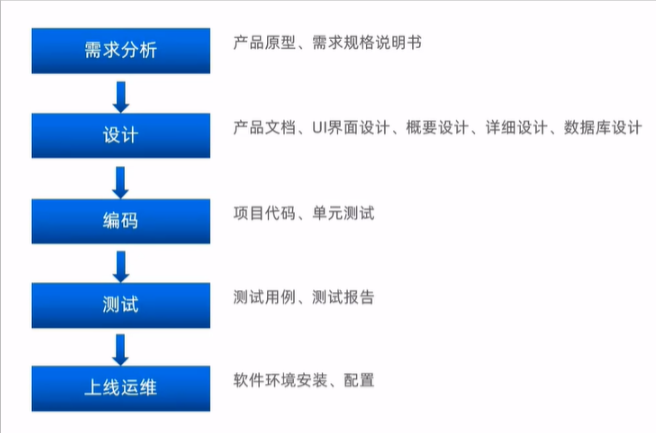 需求分析
产品原型、需求规格说明书
设计
产品文档、UI界面设计、概要设计、详细设计、数据库设计
编码
项目代码、单元测试
测试
测试用例、测试报告
上线运维
软件环境安装、配置